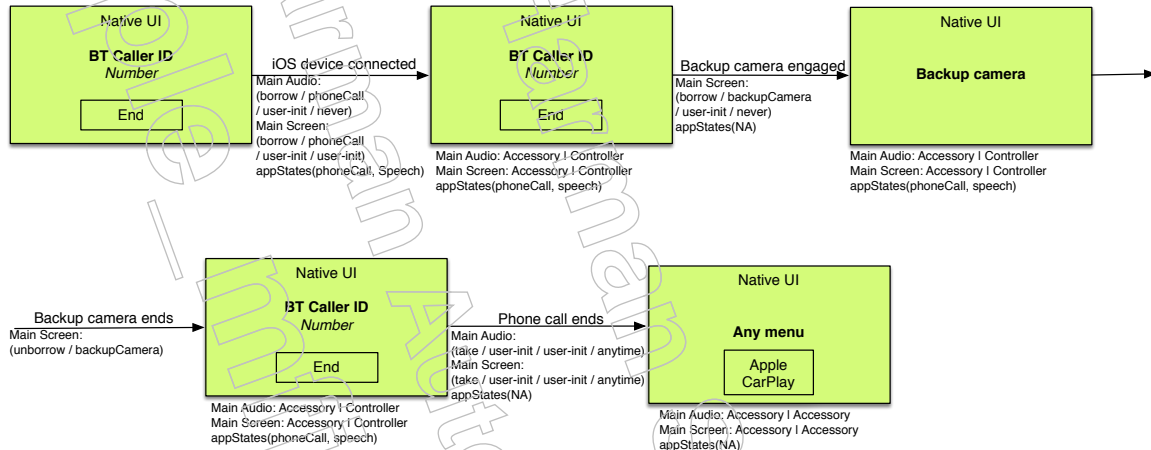 Native UI
BT Caller ID
Number
End
iOS device connected
Main Audio:
(borrow / phoneCall
/ user-init / never)
Main Screen:
(borrow / phoneCall
/ user-init / user-init)
appStates(phoneCall, Speech)
Native UI
BT Caller ID
Number
End
Main Audio: Accessory | Controller
Main Screen: Accessory | Controller
appStates(phoneCall, speech)
Backup camera engaged
Main Screen:
(borrow / backupCamera
/ user-init / never)
appStates(NA)
Native UI
Backup camera
Main Audio: Accessory | Controller
Main Screen: Accessory | Controller
appStates(phoneCall, speech)
Backup camera ends
Main Screen:
(unborrow / backupCamera)
Native UI
BT Caller ID
Number
End
Main Audio: Accessory | Controller
Main Screen: Accessory | Controller
appStates(phoneCall, speech)
Phone call ends
Main Audio:
(take / user-init / user-init / anytime)
Main Screen:
(take / user-init / user-init / anytime)
appStates(NA)
Native UI
Any menu
Apple
CarPlay
Main Audio: Accessory | Accessory
Main Screen: Accessory | Accessory
appStates(NA)